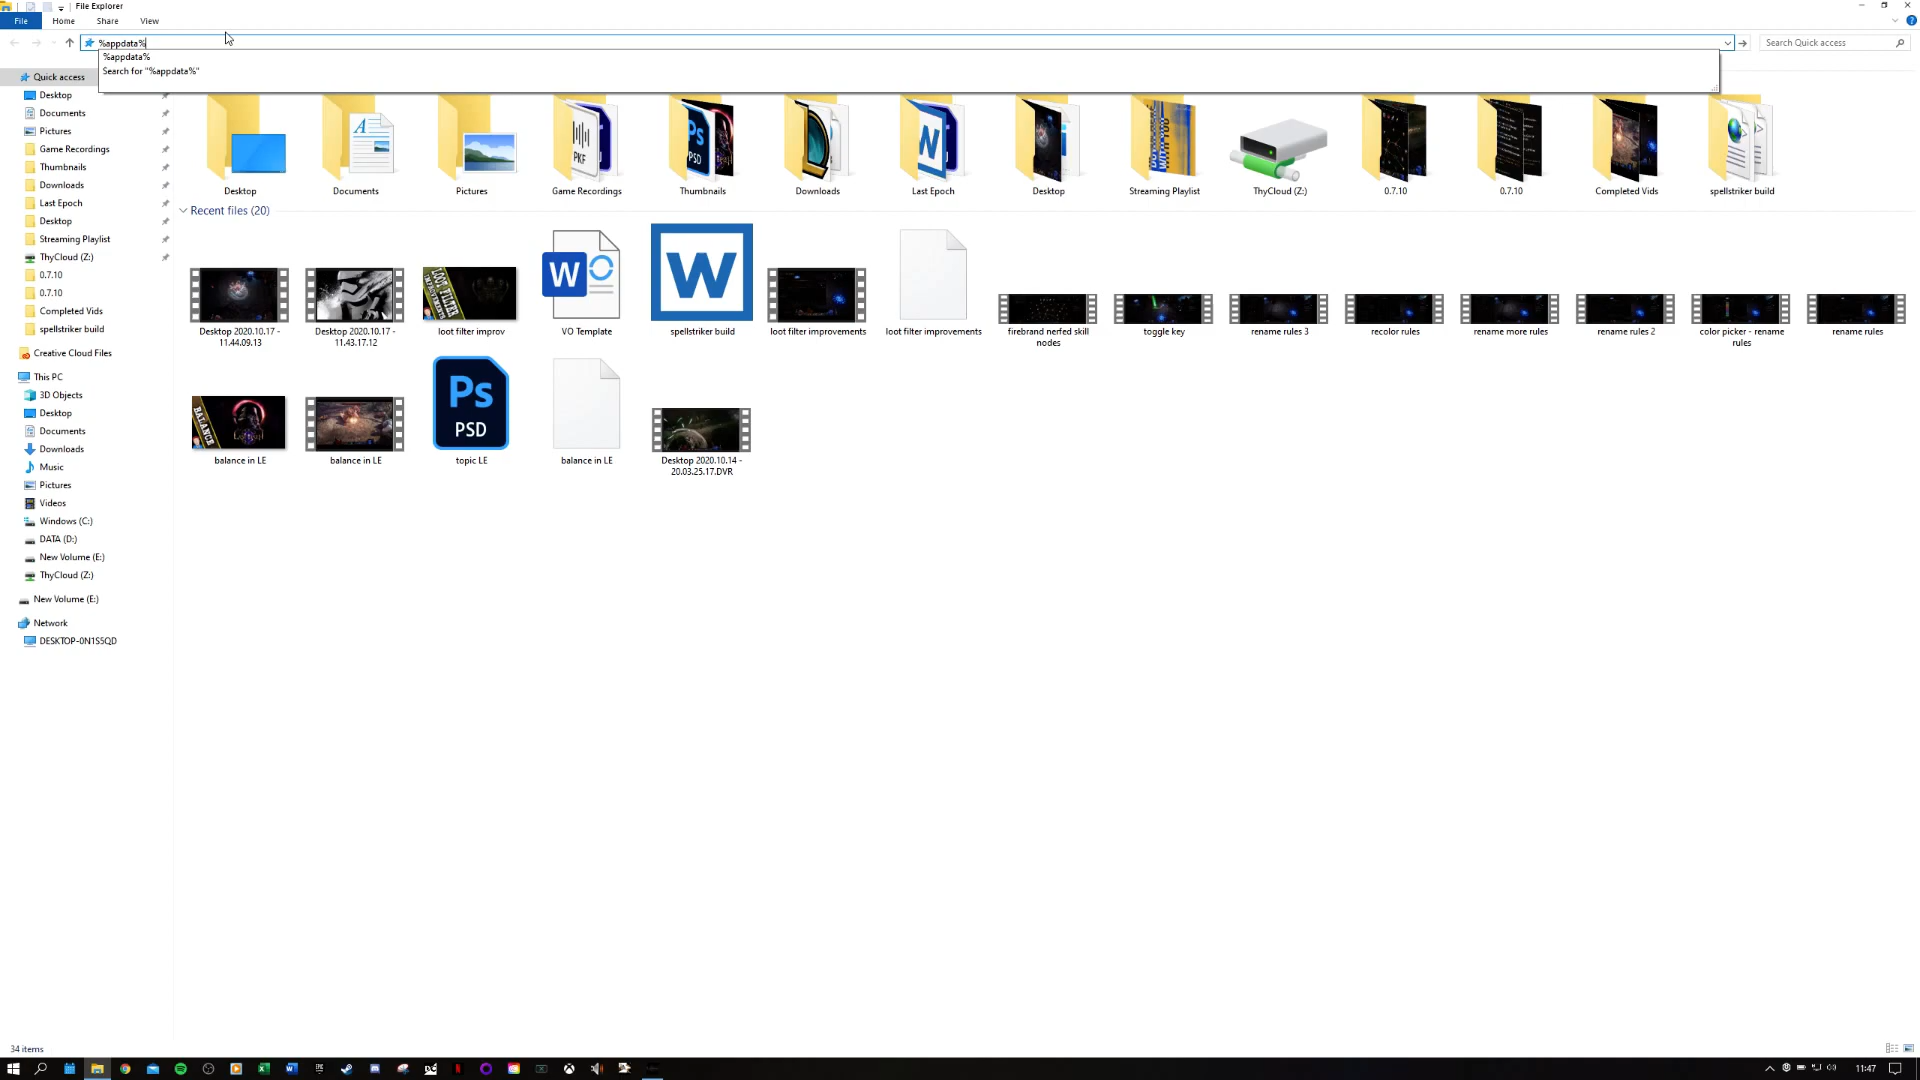 File Explorer
File
Home
Share
View
%appdata%
Search Quick access
%appdata%
Search for "%appdata%"
Quick access
Desktop
Documents
Pictures
Game Recordings
Thumbnails
Downloads
Last Epoch
Desktop
Streaming Playlist
ThyCloud (Z:)
0.7.10
0.7.10
Completed Vids
spellstriker build
Creative Cloud Files
This PC
3D Objects
Desktop
Documents
Downloads
Music
Pictures
Videos
Windows (C:)
DATA (D:)
New Volume (E:)
ThyCloud (Z:)
New Volume (E:)
Network
DESKTOP-0N1S5QD
Desktop
Documents
Pictures
Game Recordings
Thumbnails
Downloads
Last Epoch
Desktop
Streaming Playlist
ThyCloud (Z:)
0.7.10
0.7.10
Completed Vids
spellstriker build
Recent files (20)
Desktop 2020.10.17 -
11.44.09.13
Desktop 2020.10.17 -
11.43.17.12
loot filter improv
VO Template
spellstriker build
loot filter improvements
loot filter improvements
firebrand nerfed skill
nodes
toggle key
rename rules 3
recolor rules
rename more rules
rename rules 2
color picker - rename
rules
rename rules
balance in LE
balance in LE
Ps
PSD
topic LE
balance in LE
Desktop 2020.10.14 -
20.03.25.17.DVR
34 items
11:47